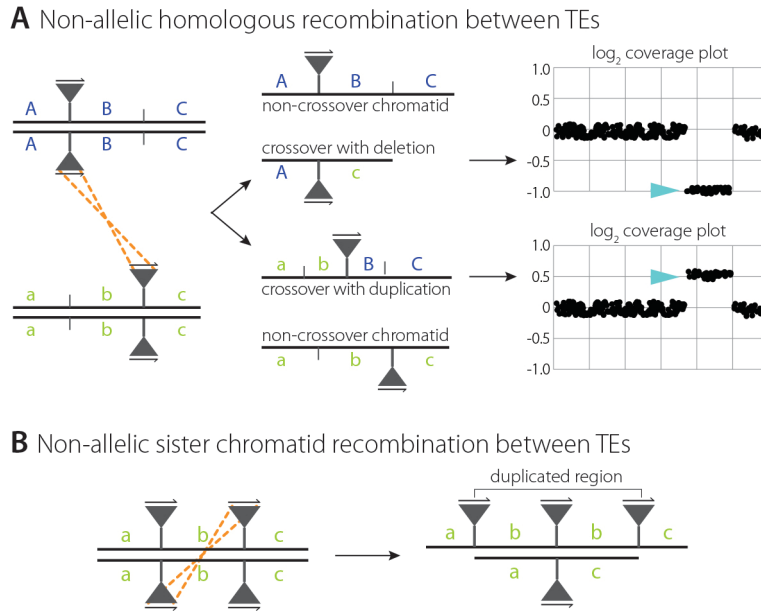 A Non-allelic homologous recombination between TEs
A B C
A B C
a b c
a b c
A B C
non-crossover chromatid
crossover with deletion
A c
a b B C
crossover with duplication
non-crossover chromatid
a b c
log2 coverage plot
1.0
0.5
0
-0.5
-1.0
log2 coverage plot
1.0
0.5
0
-0.5
-1.0
B Non-allelic sister chromatid recombination between TEs
a b c
a b c
duplicated region
a b b c
a c